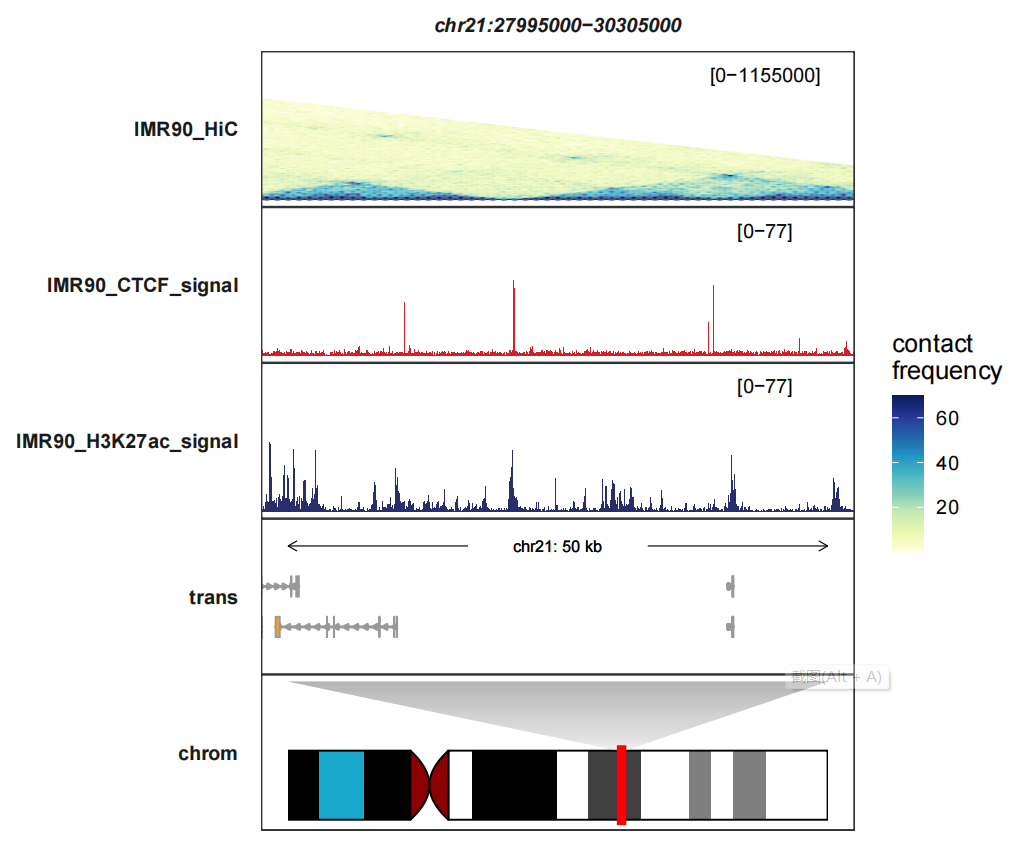 chr21:27995000−30305000
IMR90_HiC
[0−1155000]
IMR90_CTCF_signal
[0−77]
IMR90_H3K27ac_signal
[0−77]
contact
frequency
60
40
20
chr21: 50 kb
trans
截图(Alt + A)
chrom